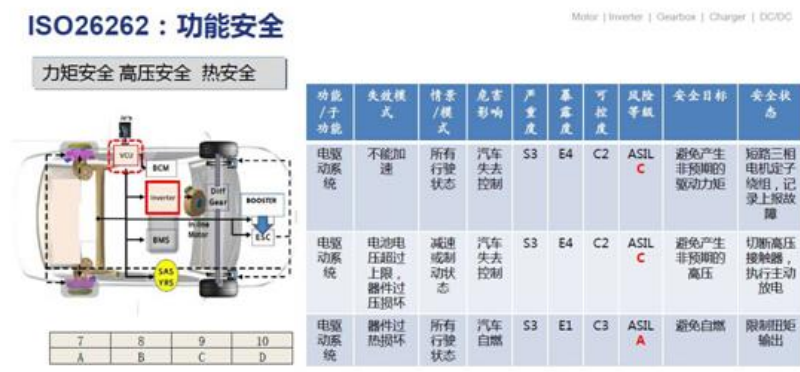 ISO26262：功能安全
Motor | Inverter | Gearbox | Charger | DC/DC
力矩安全 高压安全 热安全
VCU
BCM
Inverter
Diff
Gear
BOOSTER
In-line
Motor
BMS
ESC
SAS
YRS
7 8 9 10
A B C D
功能
/子
功能
失效模
式
情景
/模
式
危害
影响
严
重
度
暴
露
度
可
控
度
风险
等级
安全目标
安全状
态
电驱
动系
统
不能加
速
所有
行驶
状态
汽车
失去
控制
S3
E4
C2
ASIL
C
避免产生
非预期的
驱动力矩
短路三相
电机定子
绕组，记
录上报故
障
电驱
动系
统
电池电
压超过
上限，
器件过
压损坏
减速
或制
动状
态
汽车
失去
控制
S3
E4
C2
ASIL
C
避免产生
非预期的
高压
切断高压
接触器，
执行主动
放电
电驱
动系
统
器件过
热损坏
所有
行驶
状态
汽车
自燃
S3
E1
C3
ASIL
A
避免自燃
限制扭矩
输出